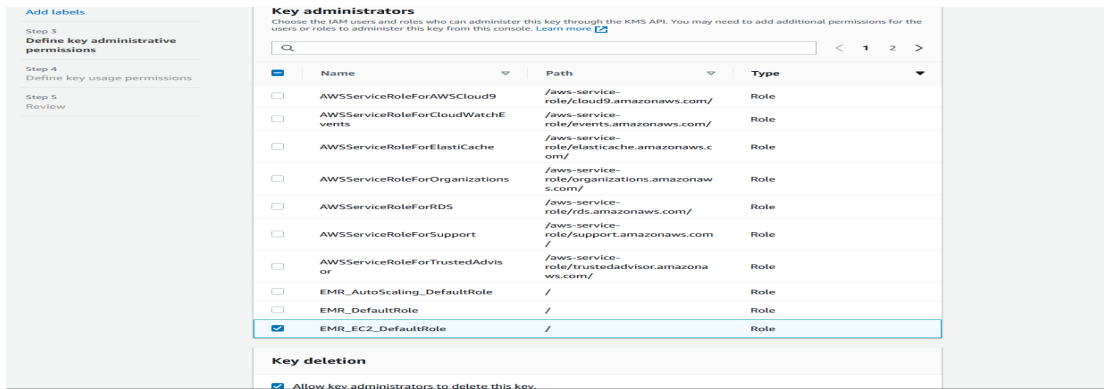 Add labels
Step 3
Define key administrative
permissions
Step 4
Define key usage permissions
Step 5
Review
Key administrators
Choose the IAM users and roles who can administer this key through the KMS API. You may need to add additional permissions for the
users or roles to administer this key from this console. Learn more
< 1 2 >
Name Path Type
AWSServiceRoleForAWSCloud9 /aws-service- Role
role/cloud9.amazonaws.com/
AWSServiceRoleForCloudWatchE /aws-service- Role
vents role/events.amazonaws.com/
AWSServiceRoleForElastiCache /aws-service- Role
role/elasticache.amazonaws.c
om/
AWSServiceRoleForOrganizations /aws-service- Role
role/organizations.amazonaw
s.com/
AWSServiceRoleForRDS /aws-service- Role
role/rds.amazonaws.com/
AWSServiceRoleForSupport /aws-service- Role
role/support.amazonaws.com
/
AWSServiceRoleForTrustedAdvis /aws-service- Role
or role/trustedadvisor.amazona
ws.com/
EMR_AutoScaling_DefaultRole / Role
EMR_DefaultRole / Role
EMR_EC2_DefaultRole / Role
Key deletion
Allow key administrators to delete this key.